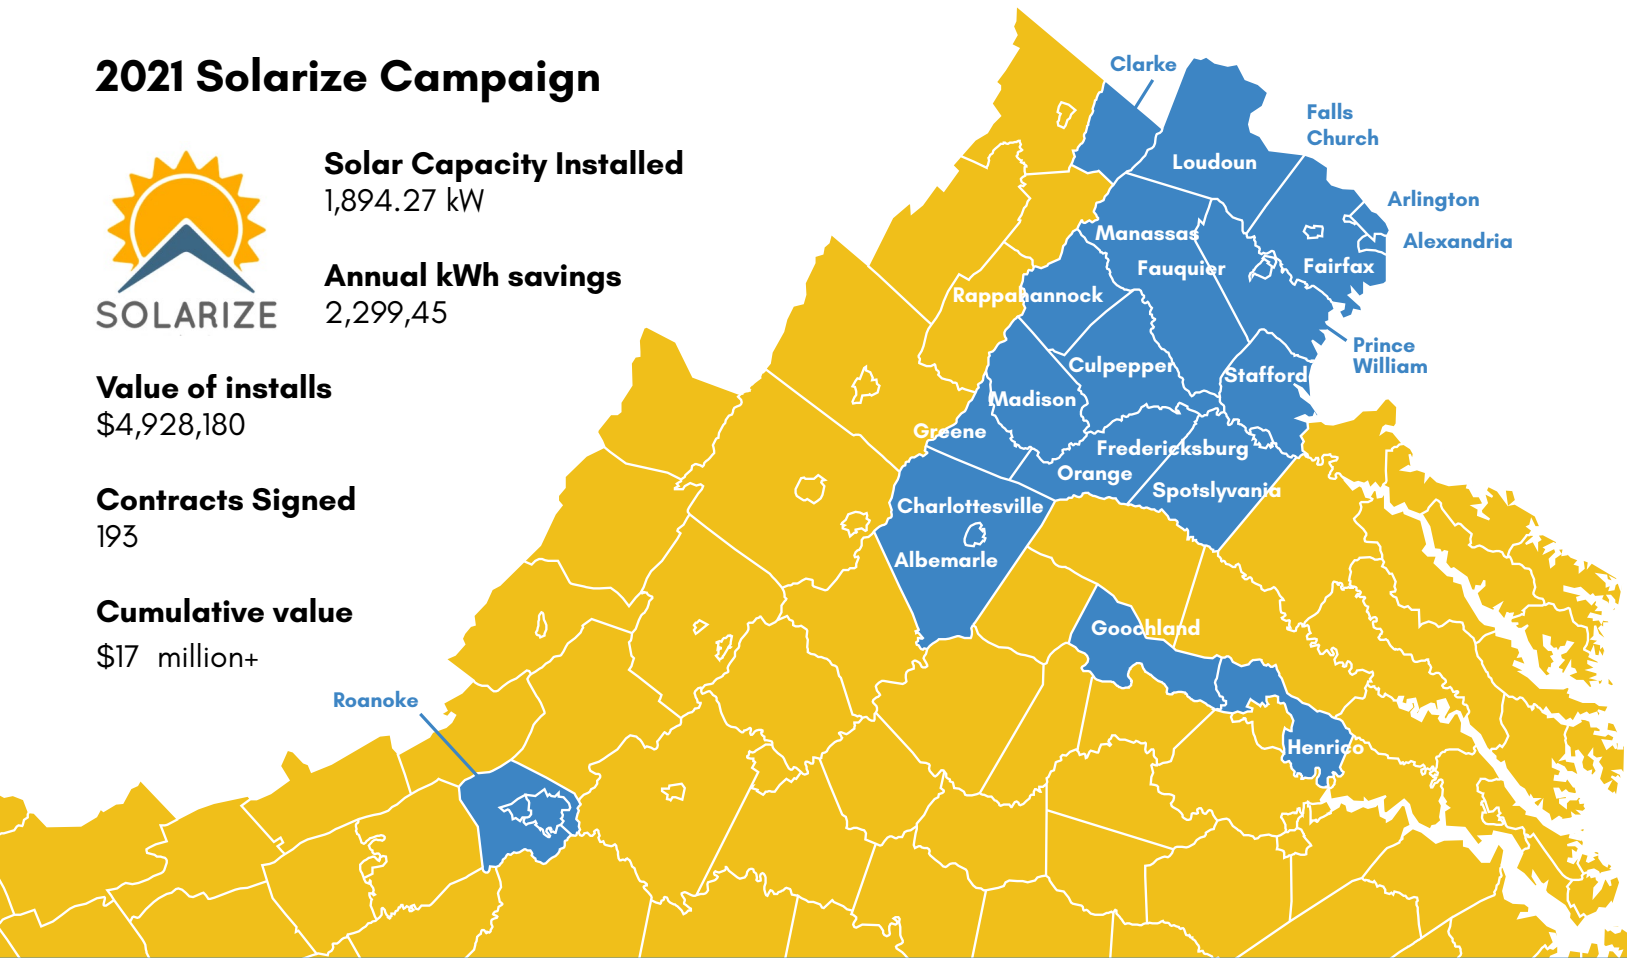 2021 Solarize Campaign
SOLARIZE
Solar Capacity Installed
1,894.27 kW
Annual kWh savings
2,299,45
Value of installs
$4,928,180
Contracts Signed
193
Cumulative value
$17 million+
Clarke
Falls
Church
Loudoun
Arlington
Manassas
Alexandria
Fauquier
Fairfax
Rappahannock
Prince
William
Culpepper
Stafford
Madison
Greene
Fredericksburg
Orange
Spotslyvania
Charlottesville
Albemarle
Goochland
Roanoke
Henrico